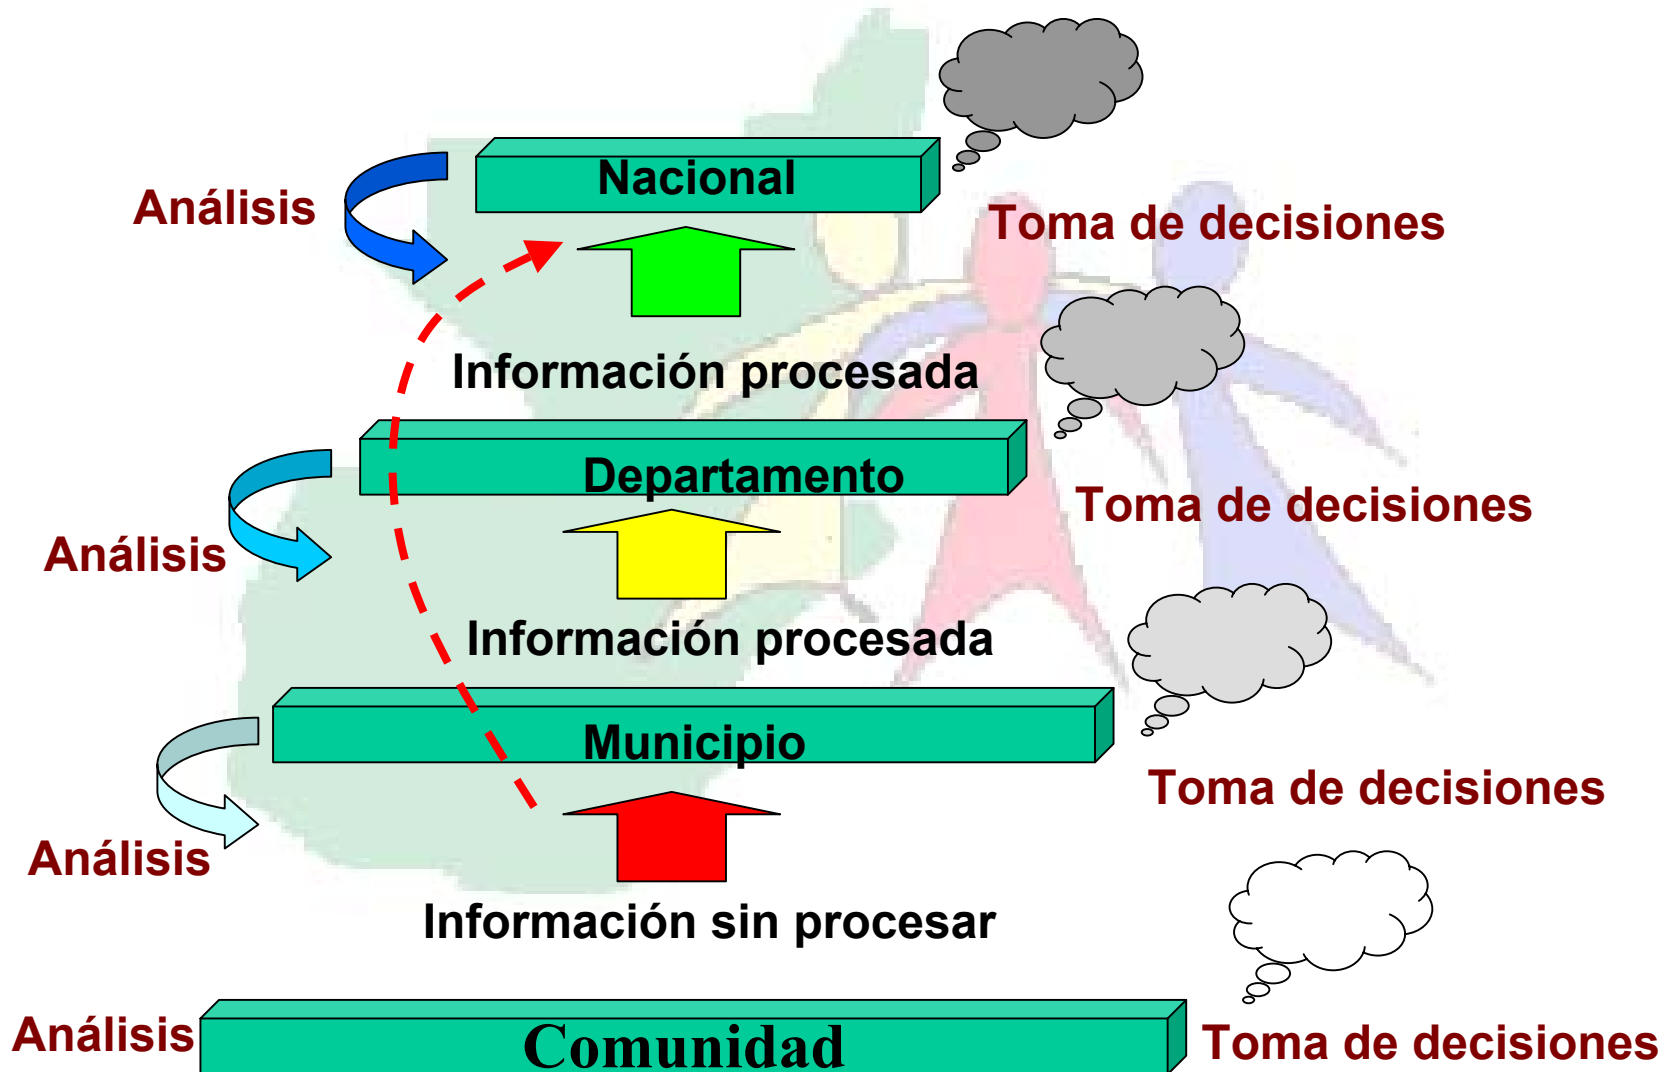 Nacional
Análisis
Toma de decisiones
Información procesada
Departamento
Toma de decisiones
Análisis
Información procesada
Municipio
Toma de decisiones
Análisis
Información sin procesar
Análisis
Comunidad
Toma de decisiones